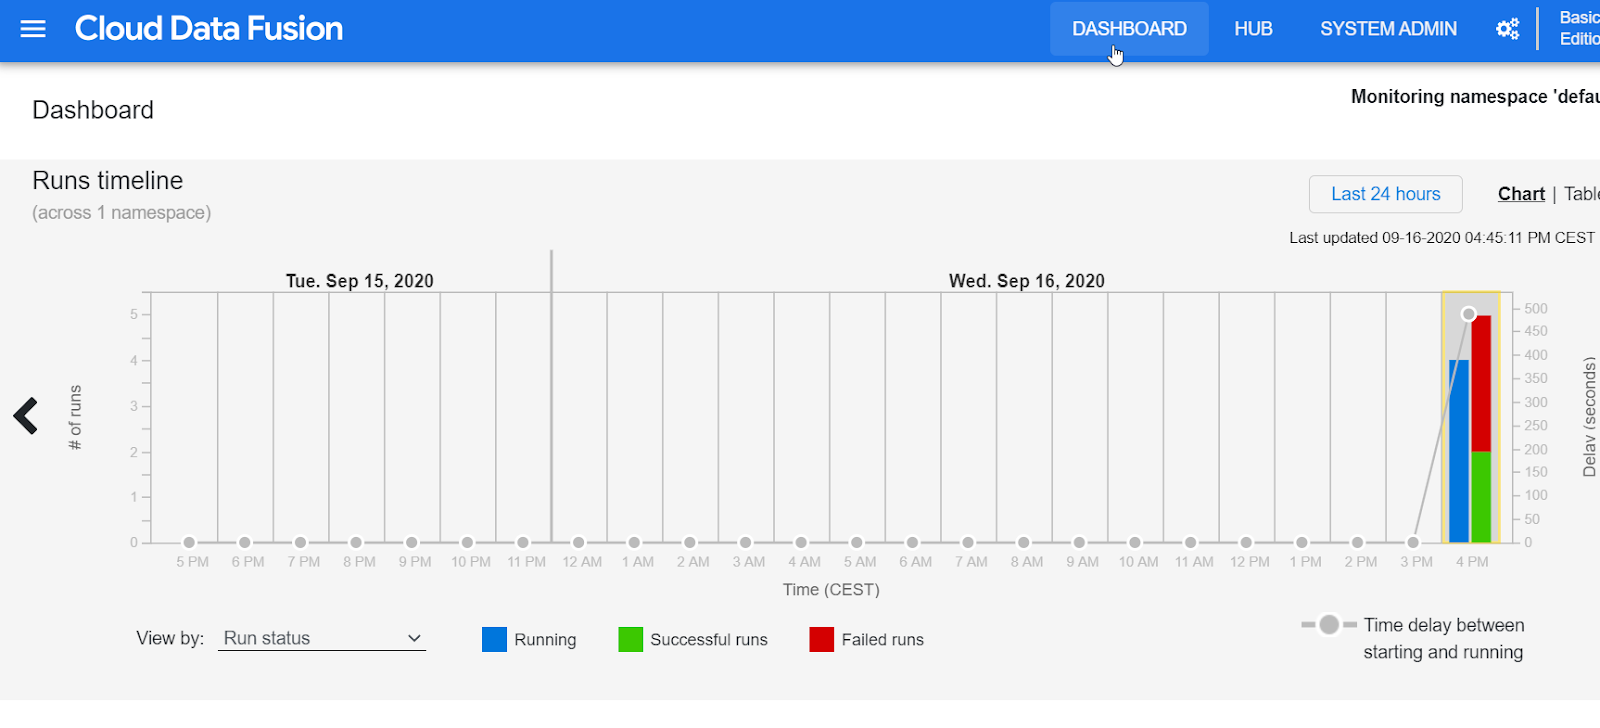 Cloud Data Fusion
DASHBOARD
HUB
SYSTEM ADMIN
Basic
Editio
Dashboard
Monitoring namespace 'defau
Runs timeline
(across 1 namespace)
Last 24 hours
Chart | Table
Last updated 09-16-2020 04:45:11 PM CEST
Tue. Sep 15, 2020
Wed. Sep 16, 2020
# of runs
5
4
3
2
1
0
500
450
400
350
300
250
200
150
100
50
0
Delay (seconds)
5 PM 6 PM 7 PM 8 PM 9 PM 10 PM 11 PM 12 AM 1 AM 2 AM 3 AM 4 AM 5 AM 6 AM 7 AM 8 AM 9 AM 10 AM 11 AM 12 PM 1 PM 2 PM 3 PM 4 PM
Time (CEST)
View by: Run status
Running
Successful runs
Failed runs
Time delay between
starting and running